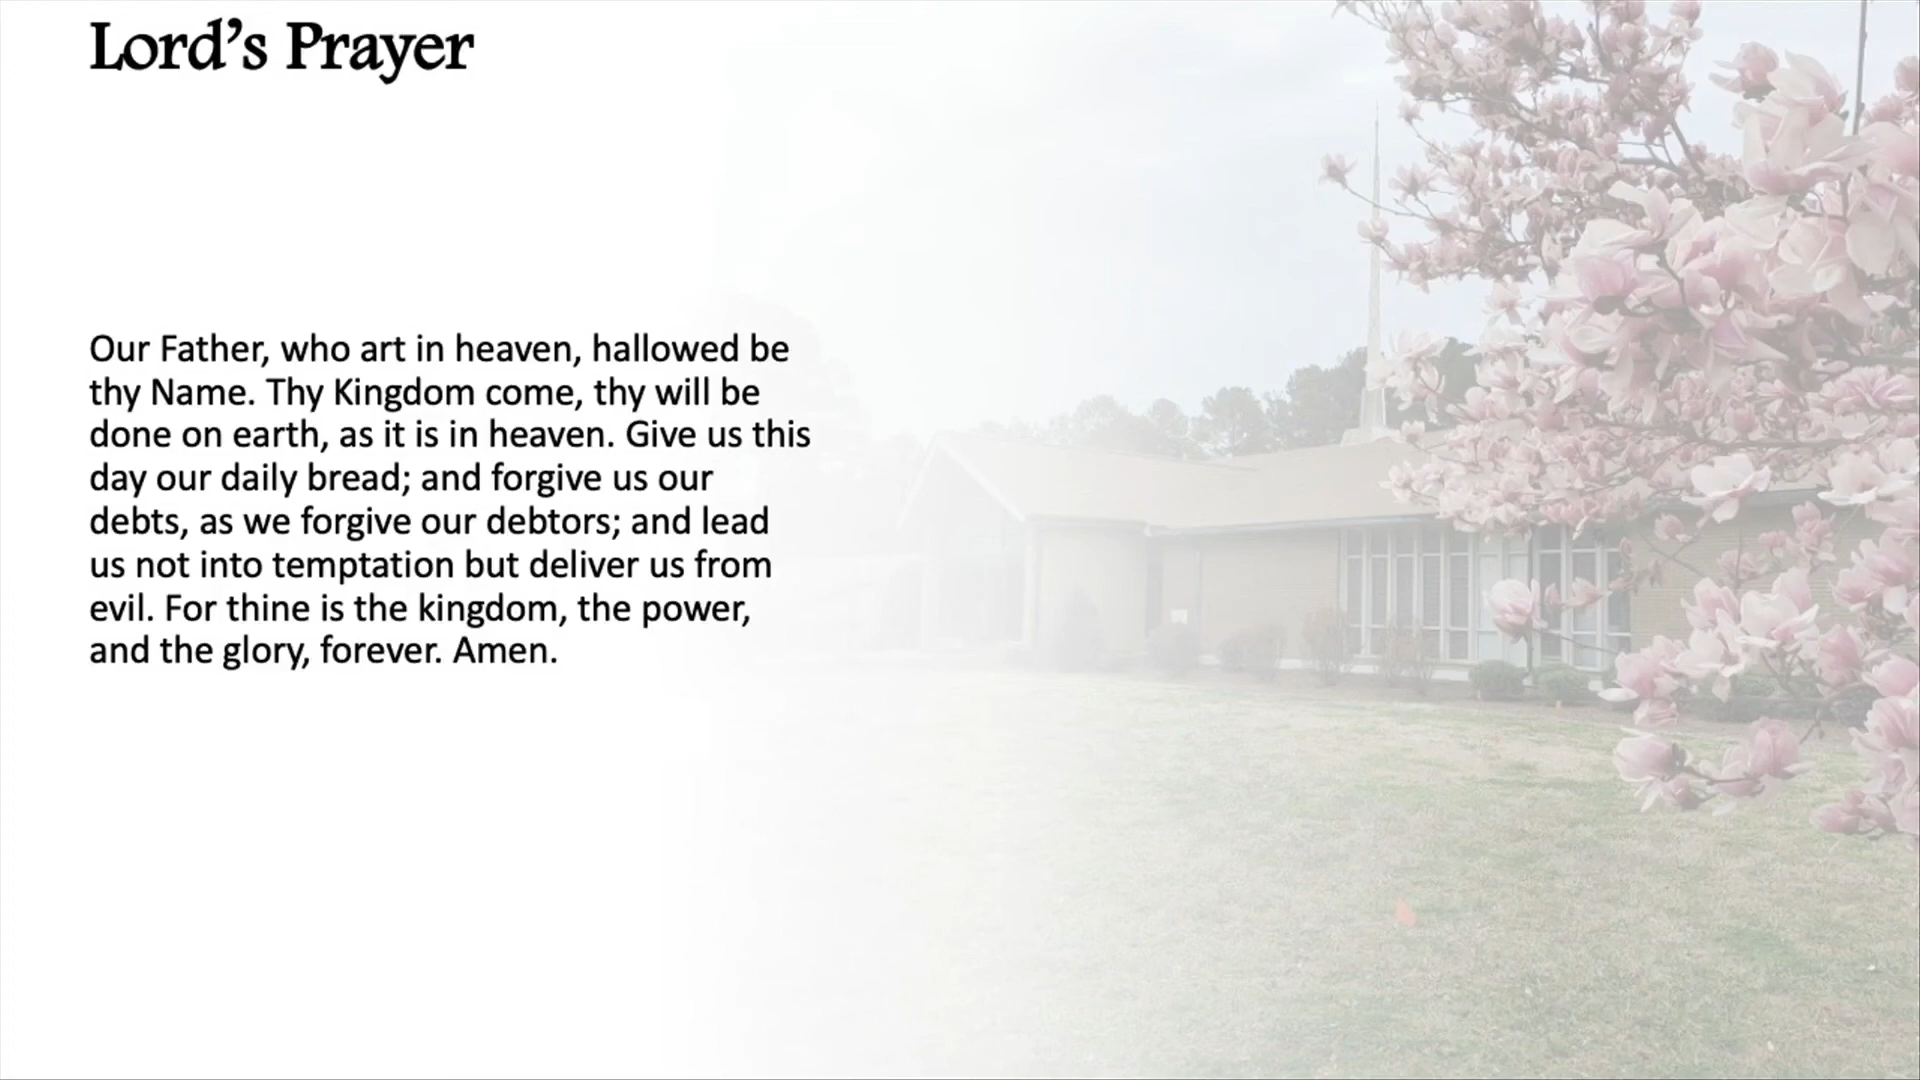 Lord’s Prayer
Our Father, who art in heaven, hallowed be
thy Name. Thy Kingdom come, thy will be
done on earth, as it is in heaven. Give us this
day our daily bread; and forgive us our
debts, as we forgive our debtors; and lead
us not into temptation but deliver us from
evil. For thine is the kingdom, the power,
and the glory, forever. Amen.